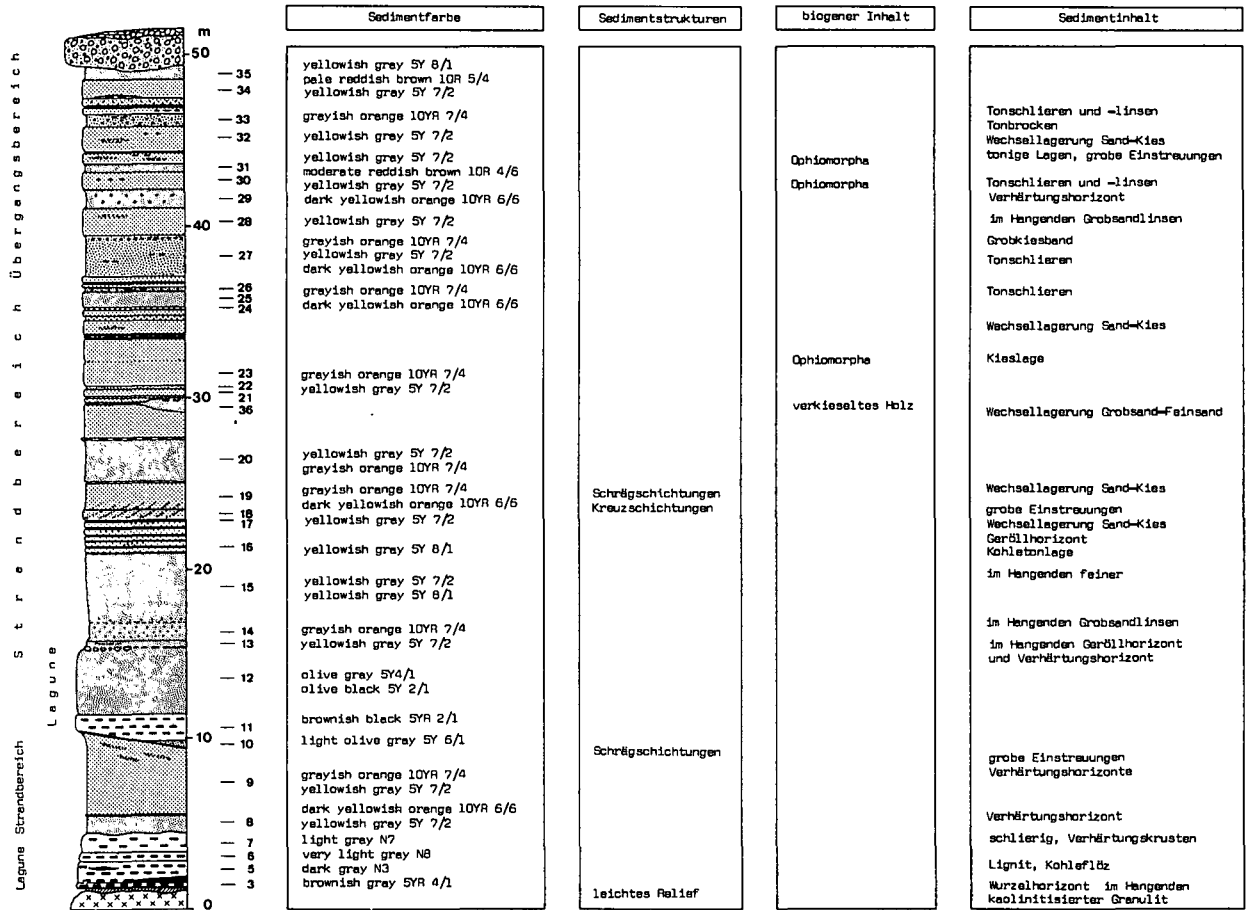 Sedimentfarbe
Sedimentstrukturen
biogener Inhalt
Sedimentinhalt
m
50
40
30
20
10
0
35
34
33
32
31
30
29
28
27
26
25
24
23
22
21
36
20
19
18
17
16
15
14
13
12
11
10
9
8
7
6
5
3
Übergangsbereich
Strandbereich
Lagune
Strandbereich
Lagune
yellowish gray 5Y 8/1
pale reddish brown 10R 5/4
yellowish gray 5Y 7/2
grayish orange 10YR 7/4
yellowish gray 5Y 7/2
yellowish gray 5Y 7/2
moderate reddish brown 10R 4/6
yellowish gray 5Y 7/2
dark yellowish orange 10YR 6/6
yellowish gray 5Y 7/2
grayish orange 10YR 7/4
yellowish gray 5Y 7/2
dark yellowish orange 10YR 6/6
grayish orange 10YR 7/4
dark yellowish orange 10YR 6/6
grayish orange 10YR 7/4
yellowish gray 5Y 7/2
yellowish gray 5Y 7/2
grayish orange 10YR 7/4
grayish orange 10YR 7/4
dark yellowish orange 10YR 6/6
yellowish gray 5Y 7/2
yellowish gray 5Y 8/1
yellowish gray 5Y 7/2
yellowish gray 5Y 8/1
grayish orange 10YR 7/4
yellowish gray 5Y 7/2
olive gray 5Y4/1
olive black 5Y 2/1
brownish black 5YR 2/1
light olive gray 5Y 6/1
grayish orange 10YR 7/4
yellowish gray 5Y 7/2
dark yellowish orange 10YR 6/6
yellowish gray 5Y 7/2
light gray N7
very light gray N8
dark gray N3
brownish gray 5YR 4/1
Schrägschichtungen
Kreuzschichtungen
Schrägschichtungen
leichtes Relief
Ophiomorpha
Ophiomorpha
Ophiomorpha
verkieseltes Holz
Tonschlieren und -linsen
Tonbrocken
Wechsellagerung Sand-Kies
tonige Lagen, grobe Einstreuungen
Tonschlieren und -linsen
Verhärtungshorizont
im Hangenden Grobsandlinsen
Grobkiesband
Tonschlieren
Tonschlieren
Wechsellagerung Sand-Kies
Kieslage
Wechsellagerung Grobsand-Feinsand
Wechsellagerung Sand-Kies
grobe Einstreuungen
Wechsellagerung Sand-Kies
Geröllhorizont
Kohletonlage
im Hangenden feiner
im Hangenden Grobsandlinsen
im Hangenden Geröllhorizont
und Verhärtungshorizont
grobe Einstreuungen
Verhärtungshorizonte
Verhärtungshorizont
schlierig, Verhärtungskrusten
Lignit, Kohleflöz
Wurzelhorizont im Hangenden
kaolinitisierter Granulit